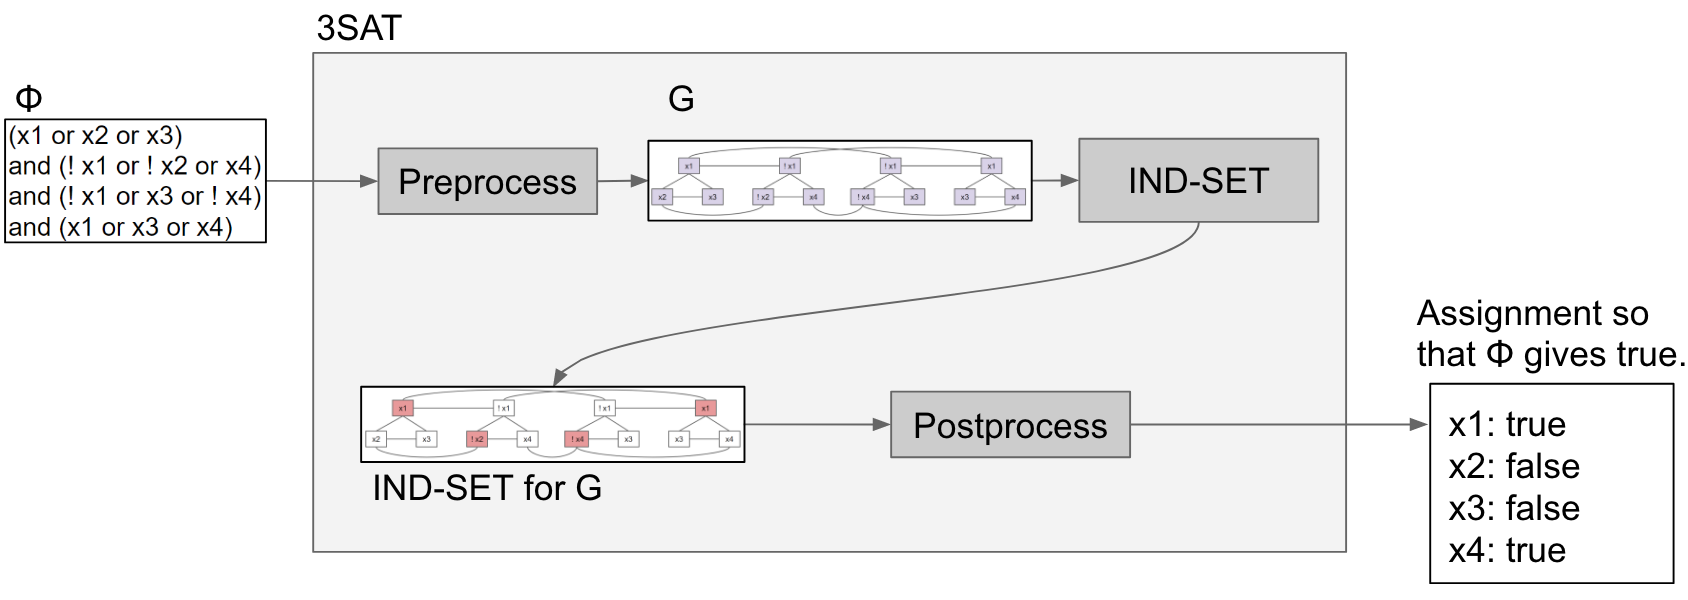 3SAT
Φ
(x1 or x2 or x3)
and (! x1 or ! x2 or x4)
and (! x1 or x3 or ! x4)
and (x1 or x3 or x4)
Preprocess
G
x1 ! x1 ! x1 x1
x2 x3 ! x2 x4 ! x4 x3 x3 x4
IND-SET
x1 ! x1 ! x1 x1
x2 x3 ! x2 x4 ! x4 x3 x3 x4
IND-SET for G
Postprocess
Assignment so
that Φ gives true.
x1: true
x2: false
x3: false
x4: true